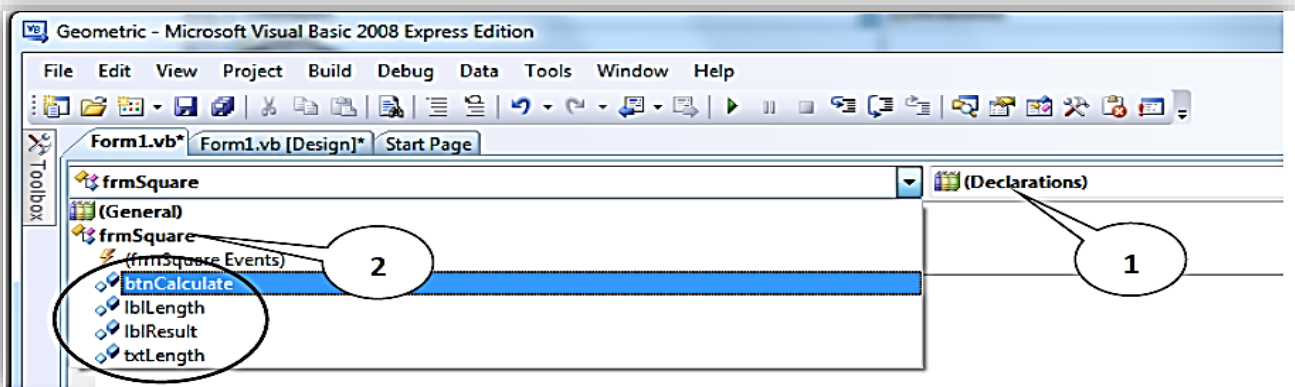 Geometric - Microsoft Visual Basic 2008 Express Edition
File Edit View Project Build Debug Data Tools Window Help
Form1.vb* Form1.vb [Design]* Start Page
Toolbox
frmSquare (Declarations)
(General)
frmSquare
(frmSquare Events)
btnCalculate
lblLength
lblResult
txtLength
2
1